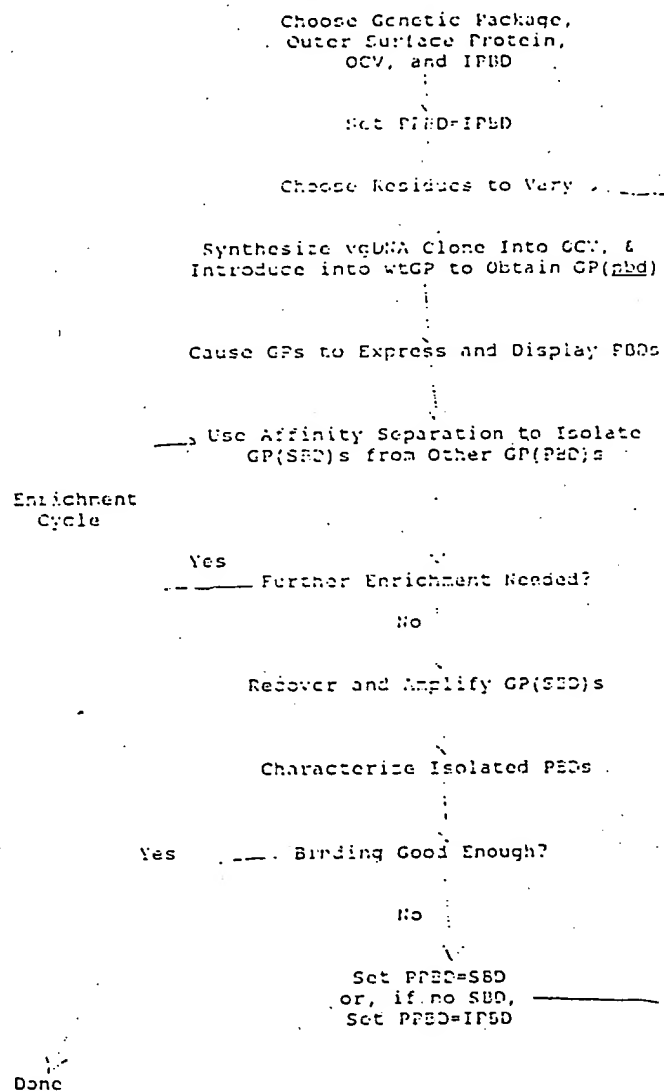 Choose Genetic Package,
Outer Surface Protein,
OCV, and IPBD
Set PPBD=IPBD
Choose Residues to Vary
Synthesize vgDNA Clone Into OCV, &
Introduce into wtGP to Obtain GP(pbd)
Cause GPs to Express and Display PBDs
Use Affinity Separation to Isolate
GP(SBD)s from Other GP(PBD)s
Enrichment
Cycle
Yes
Further Enrichment Needed?
No
Recover and Amplify GP(SBD)s
Characterize Isolated PBDs
Yes
Binding Good Enough?
No
Set PPBD=SBD
or, if no SBD,
Set PPBD=IPBD
Done